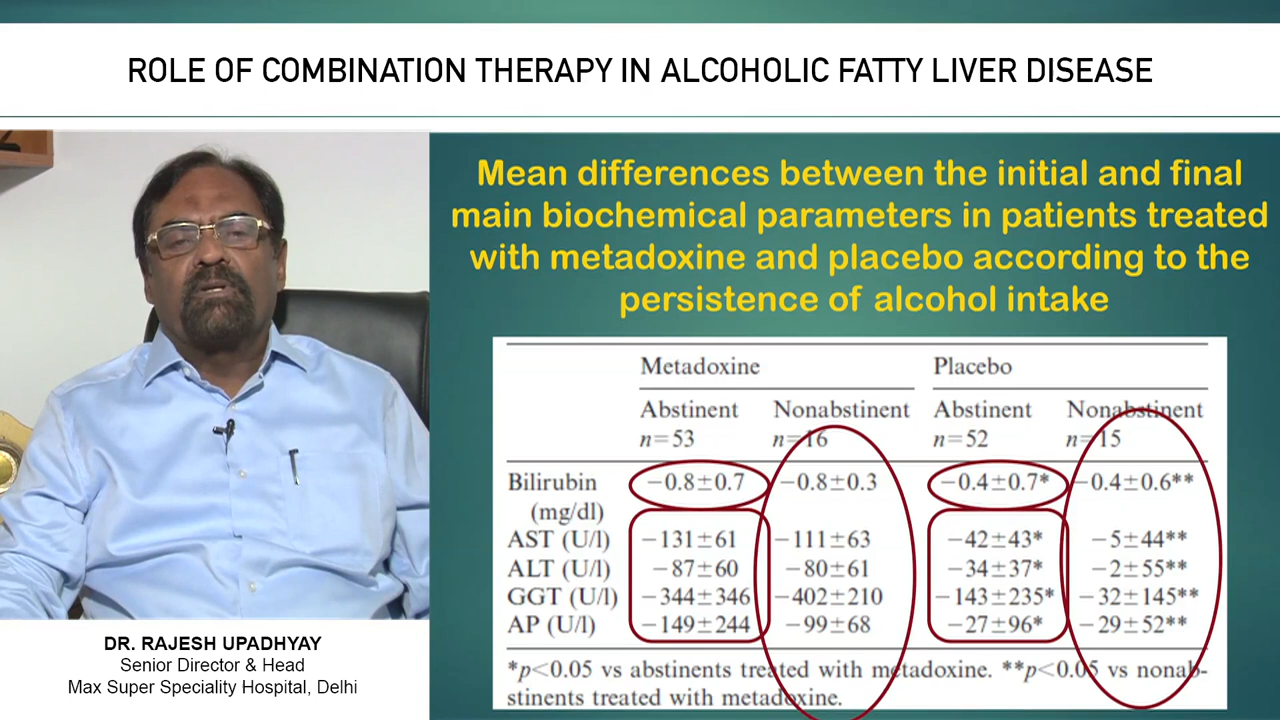 ROLE OF COMBINATION THERAPY IN ALCOHOLIC FATTY LIVER DISEASE
Mean differences between the initial and final
main biochemical parameters in patients treated
with metadoxine and placebo according to the
persistence of alcohol intake
Metadoxine Placebo
Abstinent Nonabstinent Abstinent Nonabstinent
n=53 n=16 n=52 n=15
Bilirubin −0.8±0.7 −0.8±0.3 −0.4±0.7* −0.4±0.6**
(mg/dl)
AST (U/l) −131±61 −111±63 −42±43* −5±44**
ALT (U/l) −87±60 −80±61 −34±37* −2±55**
GGT (U/l) −344±346 −402±210 −143±235* −32±145**
AP (U/l) −149±244 −99±68 −27±96* −29±52**
*p<0.05 vs abstinents treated with metadoxine. **p<0.05 vs nonab-
stinents treated with metadoxine.
DR. RAJESH UPADHYAY
Senior Director & Head
Max Super Speciality Hospital, Delhi